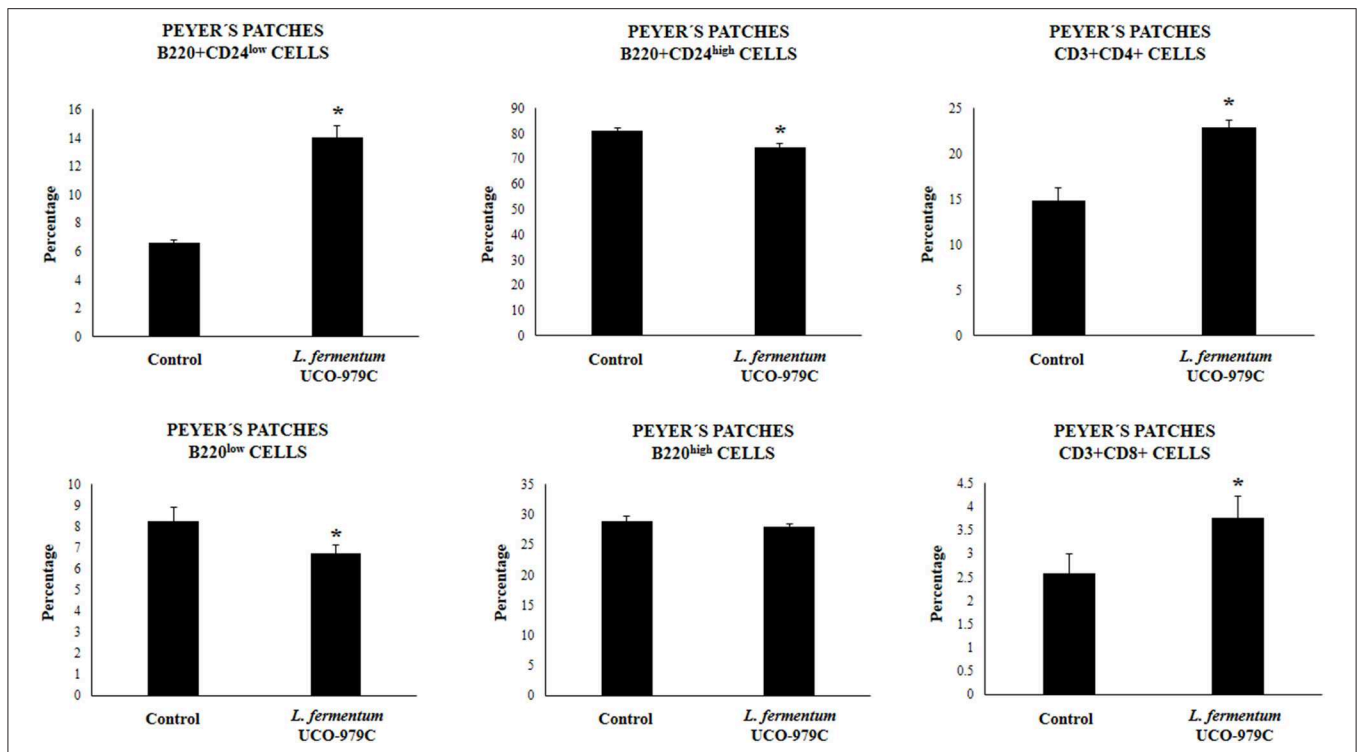 PEYER´S PATCHES
B220+CD24low CELLS
Percentage
16
14
12
10
8
6
4
2
0
*
Control
L. fermentum
UCO-979C
PEYER´S PATCHES
B220+CD24high CELLS
Percentage
90
80
70
60
50
40
30
20
10
0
*
Control
L. fermentum
UCO-979C
PEYER´S PATCHES
CD3+CD4+ CELLS
Percentage
25
20
15
10
5
0
*
Control
L. fermentum
UCO-979C
PEYER´S PATCHES
B220low CELLS
Percentage
10
9
8
7
6
5
4
3
2
1
0
*
Control
L. fermentum
UCO-979C
PEYER´S PATCHES
B220high CELLS
Percentage
35
30
25
20
15
10
5
0
Control
L. fermentum
UCO-979C
PEYER´S PATCHES
CD3+CD8+ CELLS
Percentage
4.5
4
3.5
3
2.5
2
1.5
1
0.5
0
*
Control
L. fermentum
UCO-979C